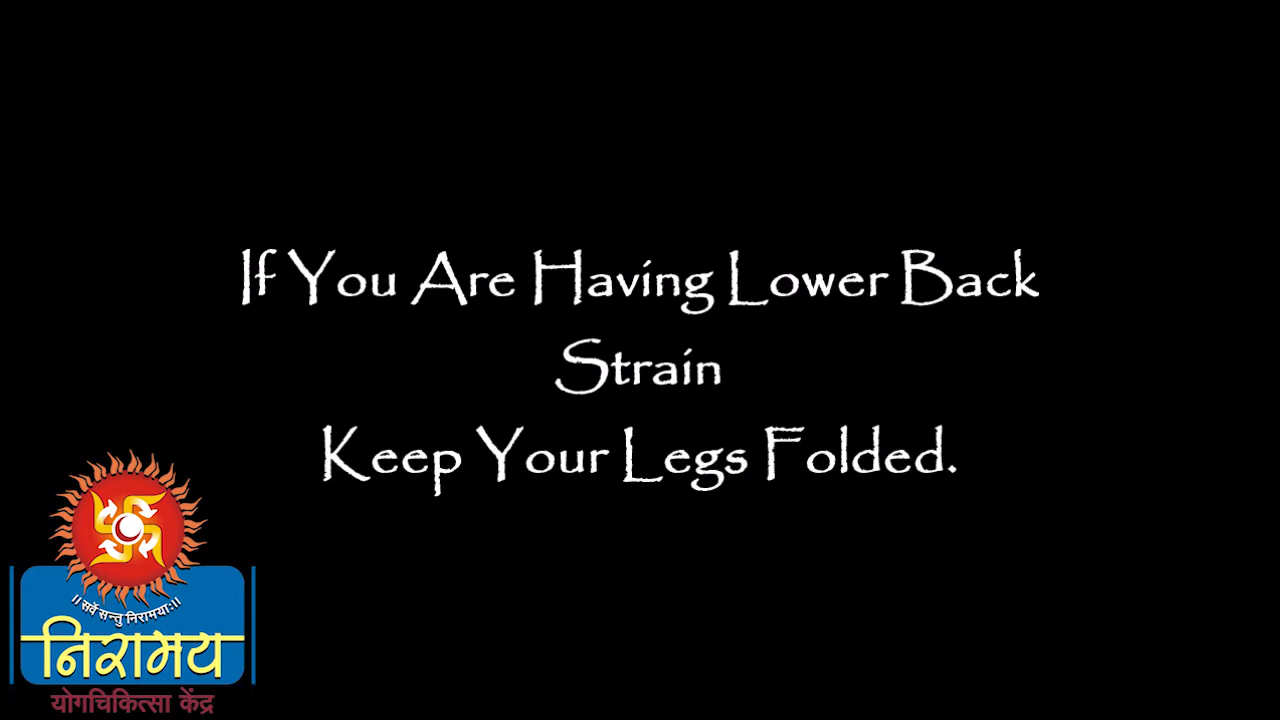 If You Are Having Lower Back
Strain
Keep Your Legs Folded.
।। सर्वे सन्तु निरामयाः ।।
निरामय
योगचिकित्सा केंद्र